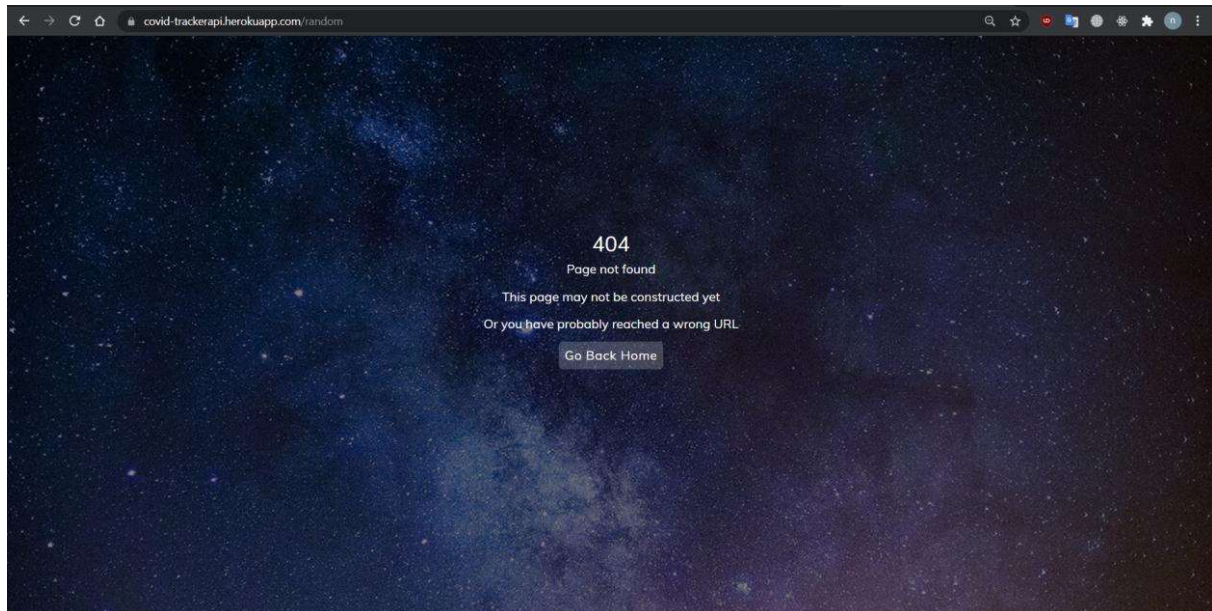 covid-trackerapi.herokuapp.com/random
404
Page not found
This page may not be constructed yet
Or you have probably reached a wrong URL
Go Back Home